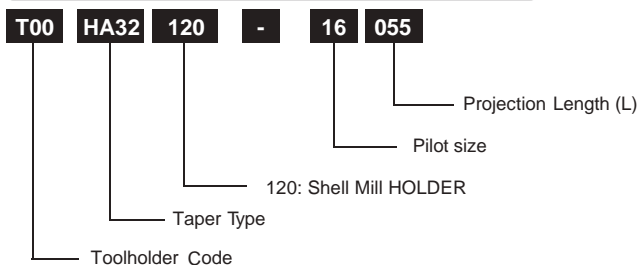 T00 HA32 120 - 16 055
Projection Length (L)
Pilot size
120: Shell Mill HOLDER
Taper Type
Toolholder Code